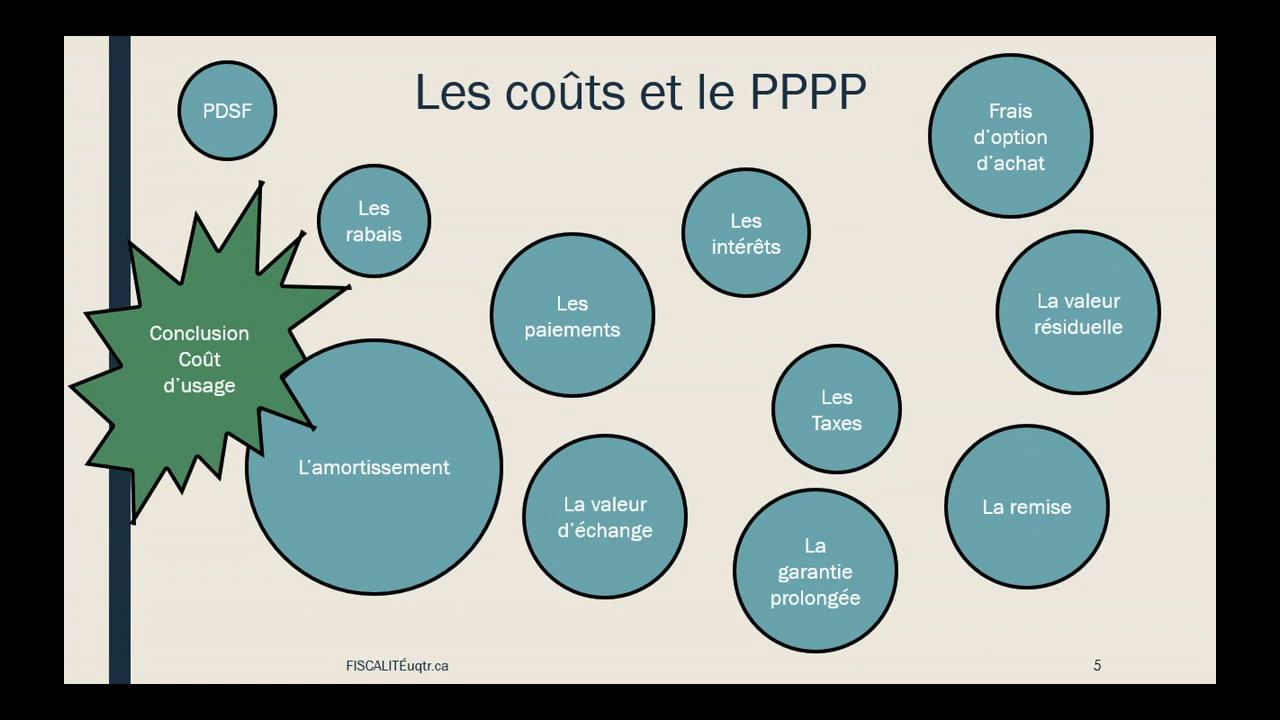 Les coûts et le PPPP
PDSF
Les
rabais
Conclusion
Coût
d’usage
L’amortissement
Les
paiements
La valeur
d’échange
Les
intérêts
Les
Taxes
La
garantie
prolongée
Frais
d’option
d’achat
La valeur
résiduelle
La remise
FISCALITÉuqtr.ca
5